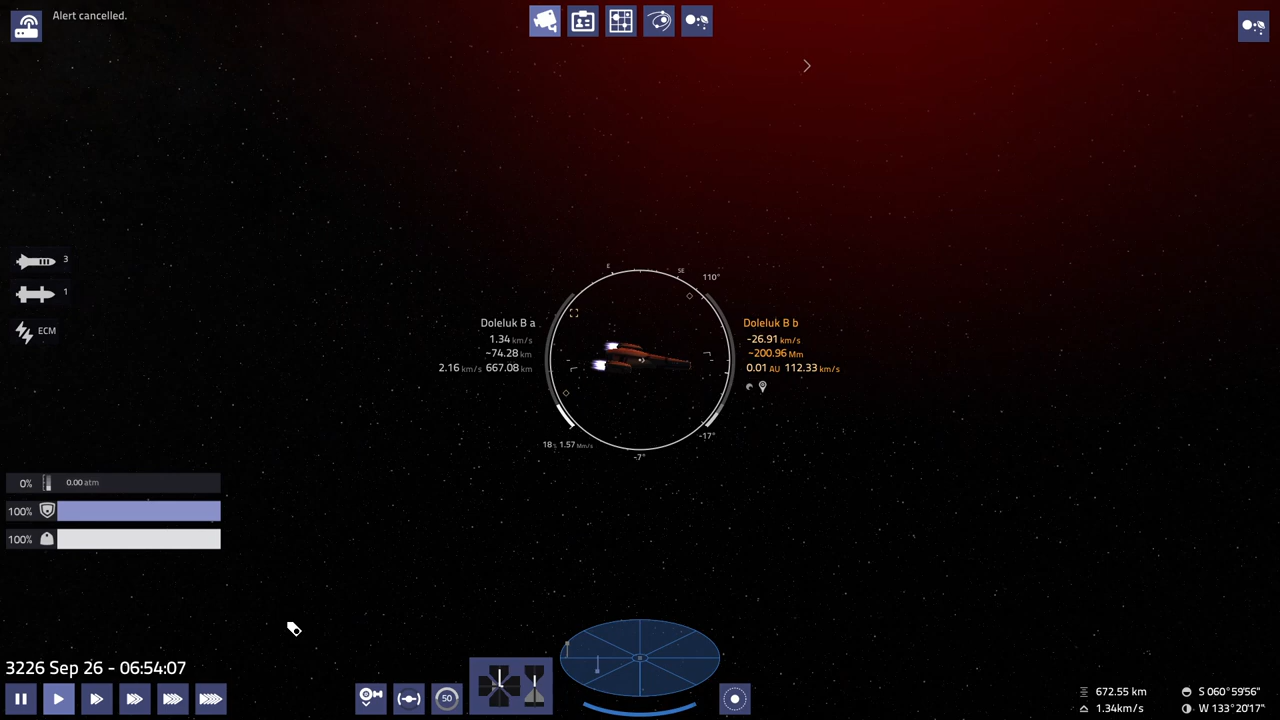 Alert cancelled.
3
1
ECM
E
SE
110°
Doleluk B a
1.34 km/s
~74.28 km
2.16 km/s 667.08 km
Doleluk B b
-26.91 km/s
~200.96 Mm
0.01 AU 112.33 km/s
1.57 Mm/s
-17°
-7°
0% 0.00 atm
100%
100%
3226 Sep 26 - 06:54:07
50
672.55 km
1.34km/s
S 060°59'56"
W 133°20'17"